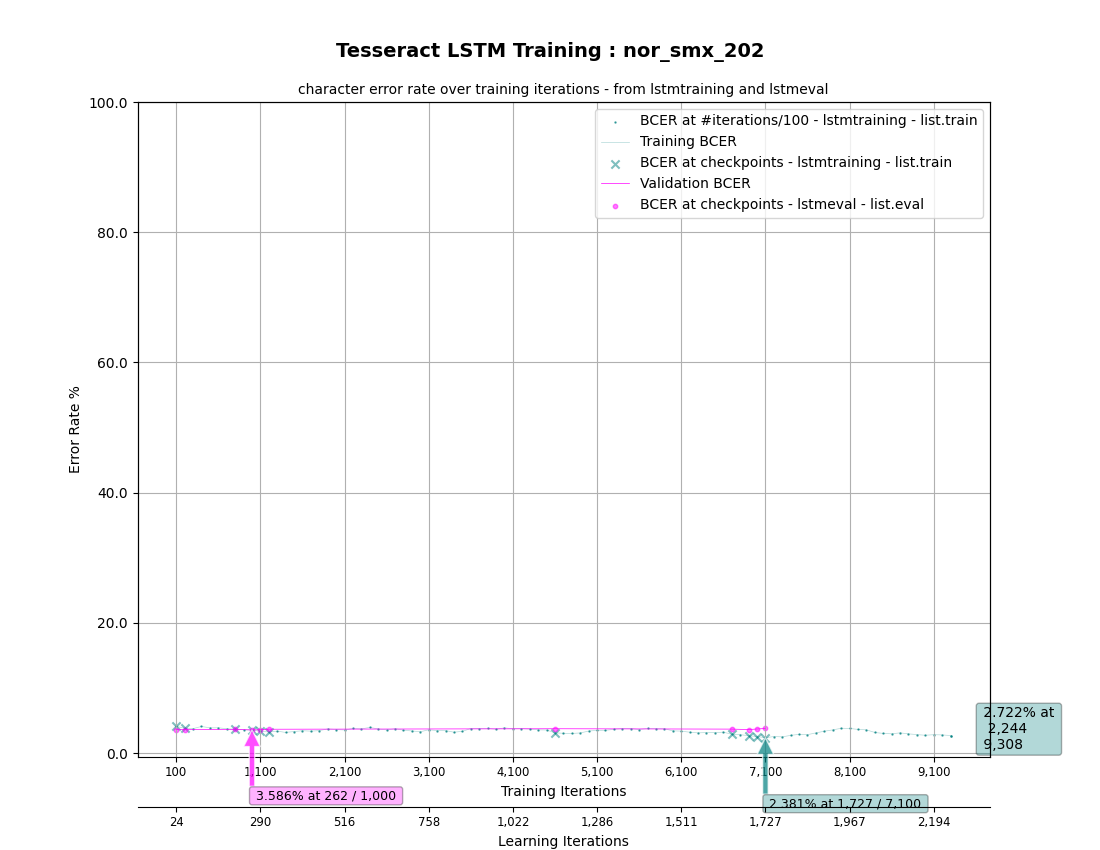 Tesseract LSTM Training : nor_smx_202
character error rate over training iterations - from lstmtraining and lstmeval
100.0
80.0
60.0
40.0
20.0
0.0
Error Rate %
BCER at #iterations/100 - lstmtraining - list.train
Training BCER
BCER at checkpoints - lstmtraining - list.train
Validation BCER
BCER at checkpoints - lstmeval - list.eval
2.722% at
2,244
9,308
100 1,100 2,100 3,100 4,100 5,100 6,100 7,100 8,100 9,100
Training Iterations
3.586% at 262 / 1,000
2.381% at 1,727 / 7,100
24 290 516 758 1,022 1,286 1,511 1,727 1,967 2,194
Learning Iterations